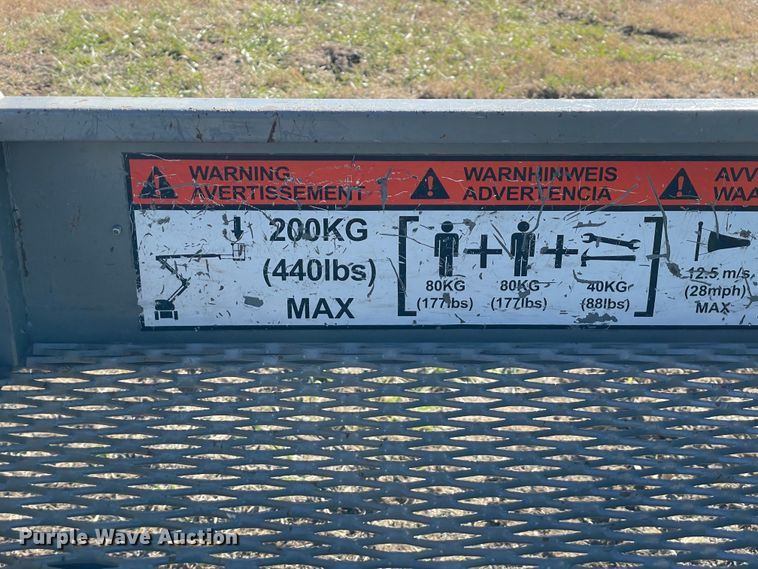 WARNING
AVERTISSEMENT
WARNHINWEIS
ADVERTENCIA
200KG
(440lbs)
MAX
80KG
(177lbs)
80KG
(177lbs)
40KG
(88lbs)
12.5 m/s
(28mph)
MAX
Purple Wave Auction